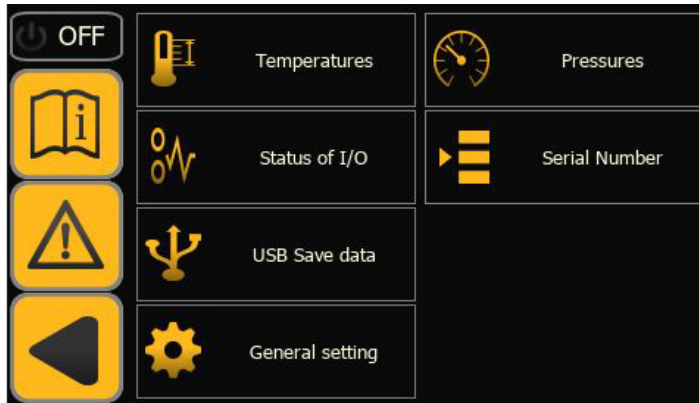 OFF
Temperatures
Pressures
i
Status of I/O
Serial Number
!
USB Save data
General setting